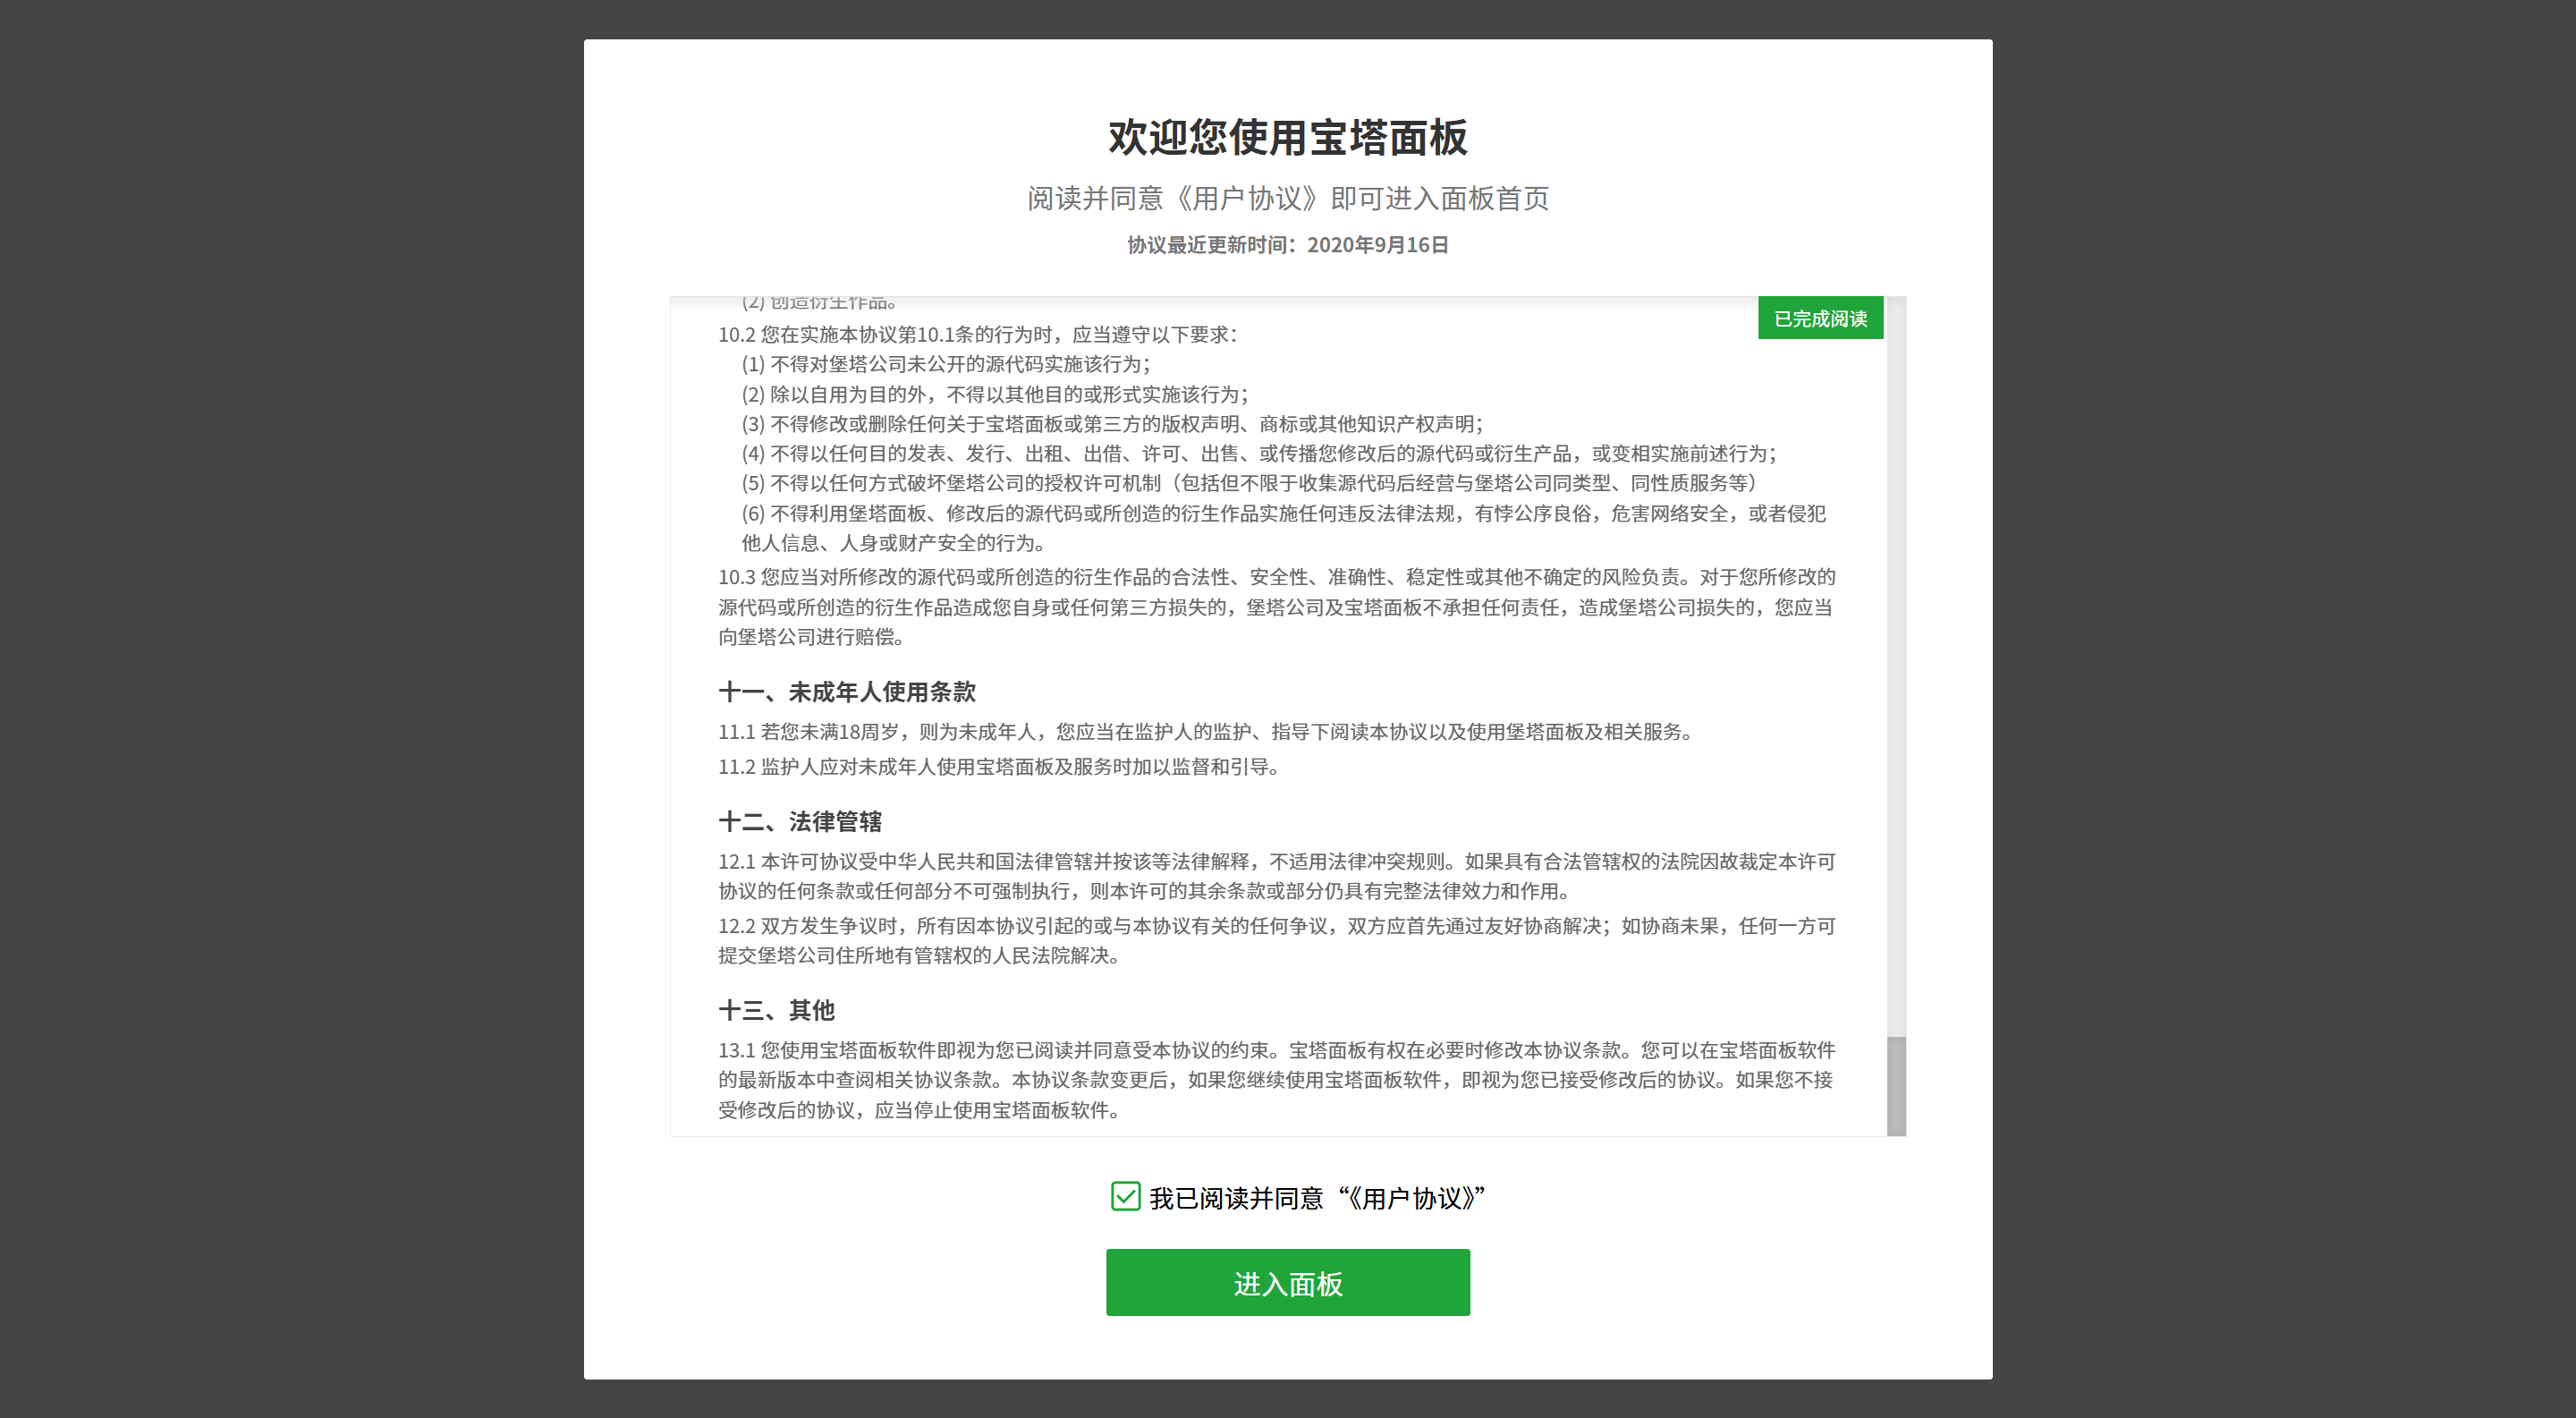 欢迎您使用宝塔面板
阅读并同意《用户协议》即可进入面板首页
协议最近更新时间：2020年9月16日
(2) 创造衍生作品。
已完成阅读
10.2 您在实施本协议第10.1条的行为时，应当遵守以下要求：
(1) 不得对堡塔公司未公开的源代码实施该行为；
(2) 除以自用为目的外，不得以其他目的或形式实施该行为；
(3) 不得修改或删除任何关于宝塔面板或第三方的版权声明、商标或其他知识产权声明；
(4) 不得以任何目的发表、发行、出租、出借、许可、出售、或传播您修改后的源代码或衍生产品，或变相实施前述行为；
(5) 不得以任何方式破坏堡塔公司的授权许可机制（包括但不限于收集源代码后经营与堡塔公司同类型、同性质服务等）
(6) 不得利用堡塔面板、修改后的源代码或所创造的衍生作品实施任何违反法律法规，有悖公序良俗，危害网络安全，或者侵犯
他人信息、人身或财产安全的行为。
10.3 您应当对所修改的源代码或所创造的衍生作品的合法性、安全性、准确性、稳定性或其他不确定的风险负责。对于您所修改的
源代码或所创造的衍生作品造成您自身或任何第三方损失的，堡塔公司及宝塔面板不承担任何责任，造成堡塔公司损失的，您应当
向堡塔公司进行赔偿。
十一、未成年人使用条款
11.1 若您未满18周岁，则为未成年人，您应当在监护人的监护、指导下阅读本协议以及使用堡塔面板及相关服务。
11.2 监护人应对未成年人使用宝塔面板及服务时加以监督和引导。
十二、法律管辖
12.1 本许可协议受中华人民共和国法律管辖并按该等法律解释，不适用法律冲突规则。如果具有合法管辖权的法院因故裁定本许可
协议的任何条款或任何部分不可强制执行，则本许可的其余条款或部分仍具有完整法律效力和作用。
12.2 双方发生争议时，所有因本协议引起的或与本协议有关的任何争议，双方应首先通过友好协商解决；如协商未果，任何一方可
提交堡塔公司住所地有管辖权的人民法院解决。
十三、其他
13.1 您使用宝塔面板软件即视为您已阅读并同意受本协议的约束。宝塔面板有权在必要时修改本协议条款。您可以在宝塔面板软件
的最新版本中查阅相关协议条款。本协议条款变更后，如果您继续使用宝塔面板软件，即视为您已接受修改后的协议。如果您不接
受修改后的协议，应当停止使用宝塔面板软件。
我已阅读并同意“《用户协议》”
进入面板